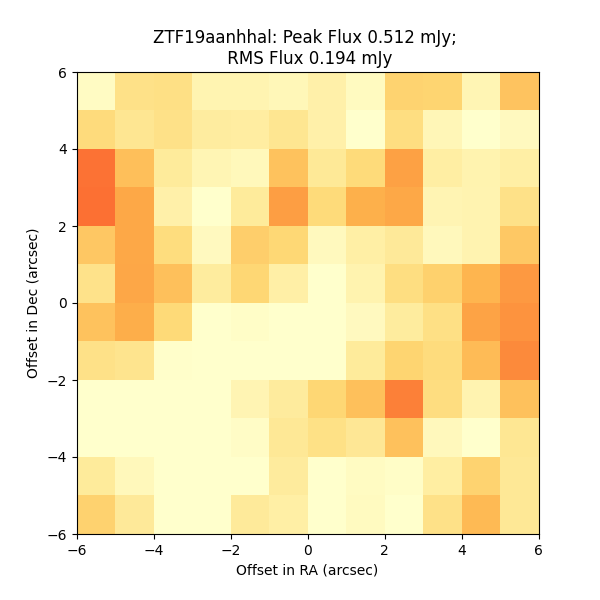 ZTF19aanhhal: Peak Flux 0.512 mJy;
RMS Flux 0.194 mJy
6
4
2
0
−2
−4
−6
Offset in Dec (arcsec)
−6 −4 −2 0 2 4 6
Offset in RA (arcsec)